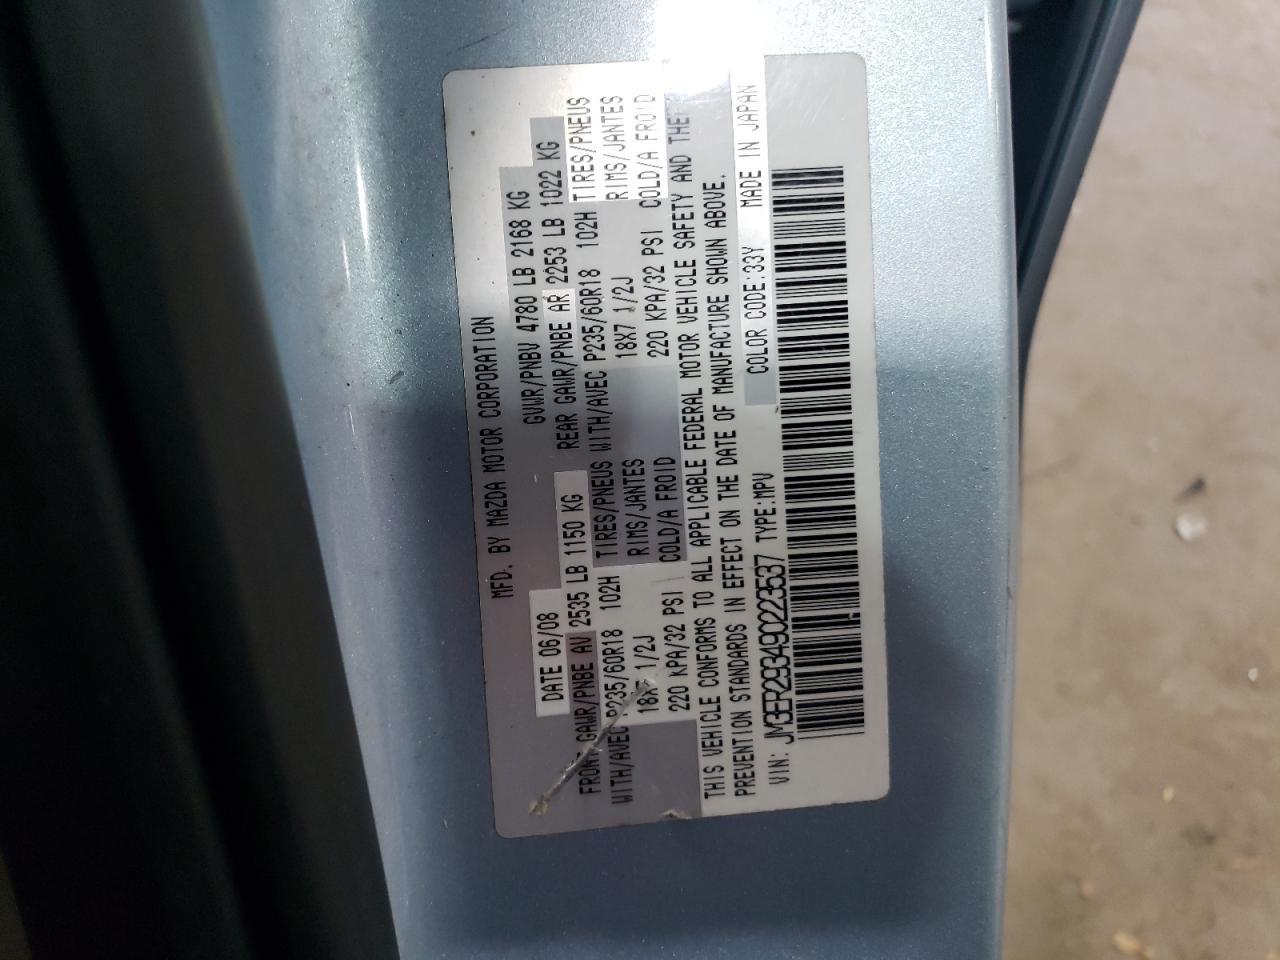 MFD. BY MAZDA MOTOR CORPORATION
DATE 06/08 GVWR/PNBV 4780 LB 2168 KG
FRONT GAWR/PNBE AV 2535 LB 1150 KG REAR GAWR/PNBE AR 2253 LB 1022 KG
WITH/AVEC P235/60R18 102H TIRES/PNEUS WITH/AVEC P235/60R18 102H TIRES/PNEUS
18X7 1/2J RIMS/JANTES 18X7 1/2J RIMS/JANTES
220 KPA/32 PSI COLD/A FROID 220 KPA/32 PSI COLD/A FROID
THIS VEHICLE CONFORMS TO ALL APPLICABLE FEDERAL MOTOR VEHICLE SAFETY AND THEFT
PREVENTION STANDARDS IN EFFECT ON THE DATE OF MANUFACTURE SHOWN ABOVE.
VIN: JM3ER293490223537 TYPE:MPV COLOR CODE:33Y MADE IN JAPAN